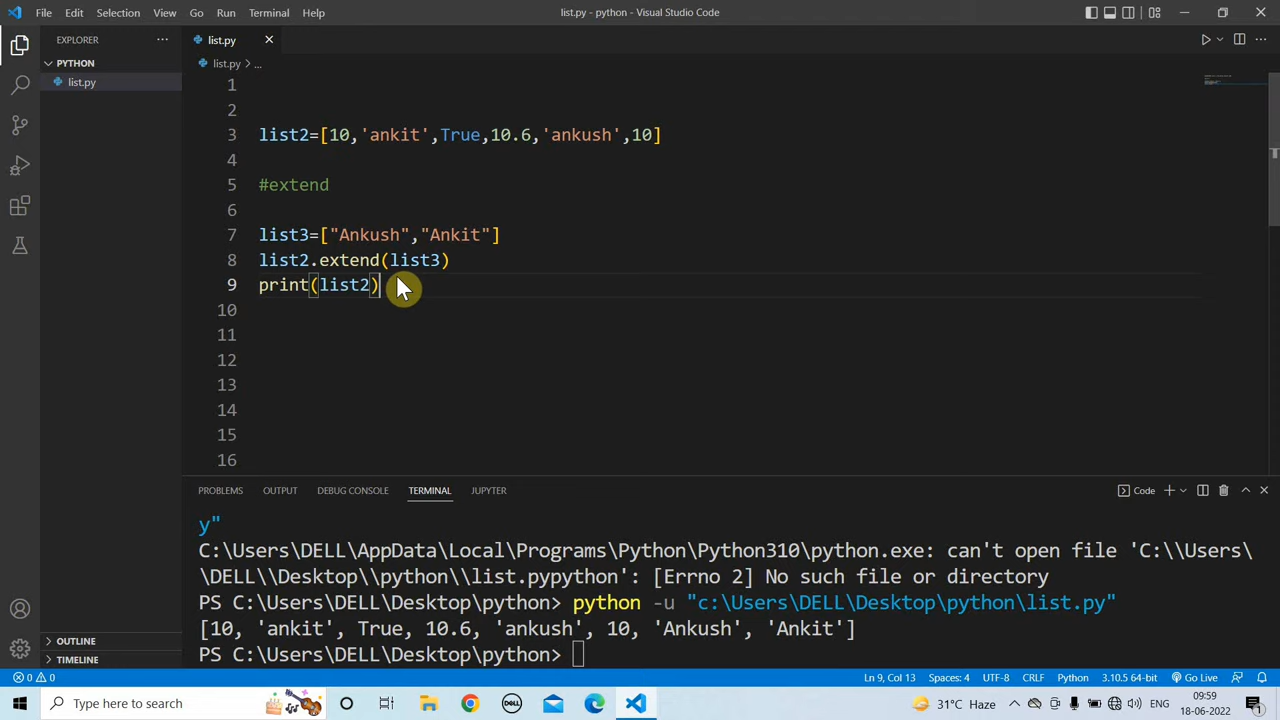 File Edit Selection View Go Run Terminal Help
list.py - python - Visual Studio Code
EXPLORER
PYTHON
list.py
list.py
list.py > ...
1
2
3 list2=[10,'ankit',True,10.6,'ankush',10]
4
5 #extend
6
7 list3=["Ankush","Ankit"]
8 list2.extend(list3)
9 print(list2)
10
11
12
13
14
15
16
PROBLEMS OUTPUT DEBUG CONSOLE TERMINAL JUPYTER
Code
y"
C:\Users\DELL\AppData\Local\Programs\Python\Python310\python.exe: can't open file 'C:\\Users\
\DELL\\Desktop\\python\\list.pypython': [Errno 2] No such file or directory
PS C:\Users\DELL\Desktop\python> python -u "c:\Users\DELL\Desktop\python\list.py"
[10, 'ankit', True, 10.6, 'ankush', 10, 'Ankush', 'Ankit']
PS C:\Users\DELL\Desktop\python>
OUTLINE
TIMELINE
0 0
Ln 9, Col 13 Spaces: 4 UTF-8 CRLF Python 3.10.5 64-bit Go Live
Type here to search
DELL
31°C Haze
ENG
09:59
18-06-2022
1